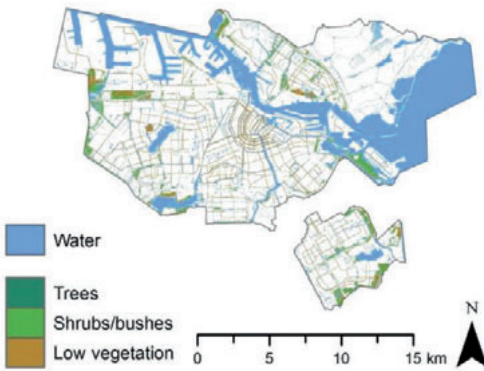 Water
Trees
Shrubs/bushes
Low vegetation
N
0 5 10 15 km